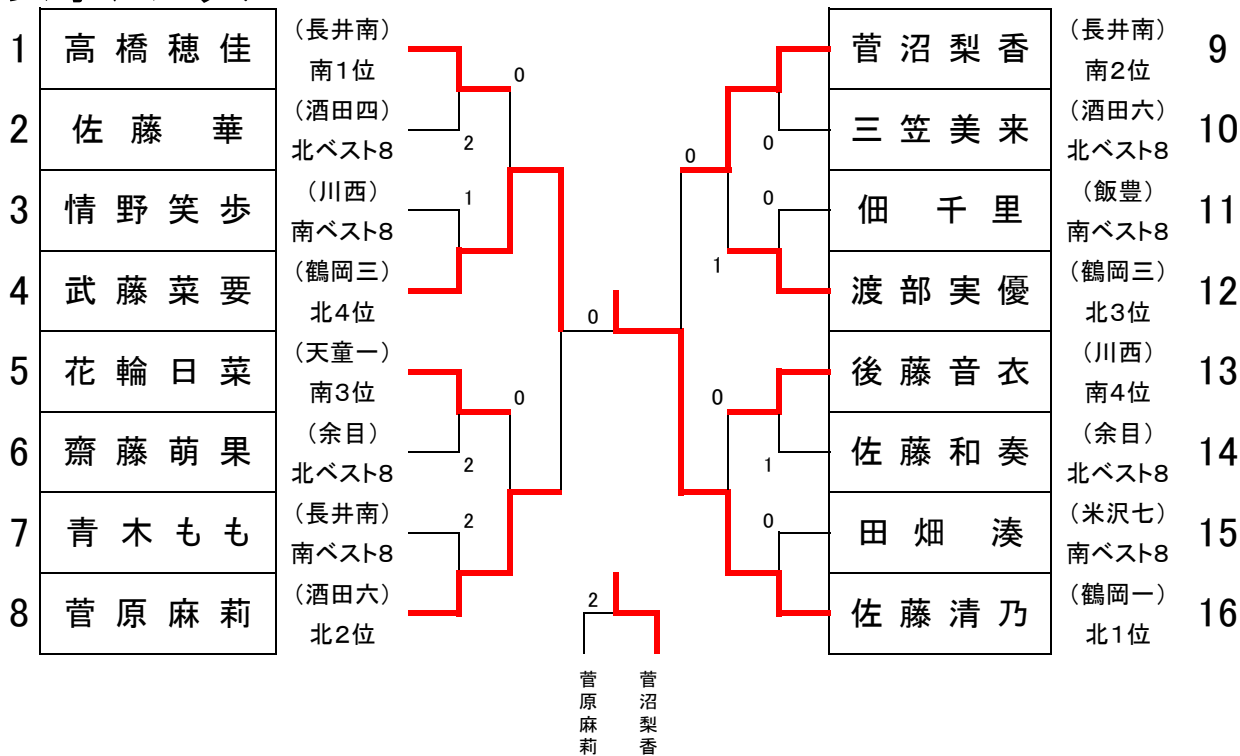 1 高橋穂佳 (長井南) 南1位
2 佐藤 華 (酒田四) 北ベスト8
3 情野笑歩 (川西) 南ベスト8
4 武藤菜要 (鶴岡三) 北4位
5 花輪日菜 (天童一) 南3位
6 齋藤萌果 (余目) 北ベスト8
7 青木もも (長井南) 南ベスト8
8 菅原麻莉 (酒田六) 北2位
0
2
1
0
2
2
0
菅沼梨香 (長井南) 南2位 9
三笠美来 (酒田六) 北ベスト8 10
佃 千里 (飯豊) 南ベスト8 11
渡部実優 (鶴岡三) 北3位 12
後藤音衣 (川西) 南4位 13
佐藤和奏 (余目) 北ベスト8 14
田畑 湊 (米沢七) 南ベスト8 15
佐藤清乃 (鶴岡一) 北1位 16
0
0
0
1
0
1
0
2
菅原麻莉
菅沼梨香